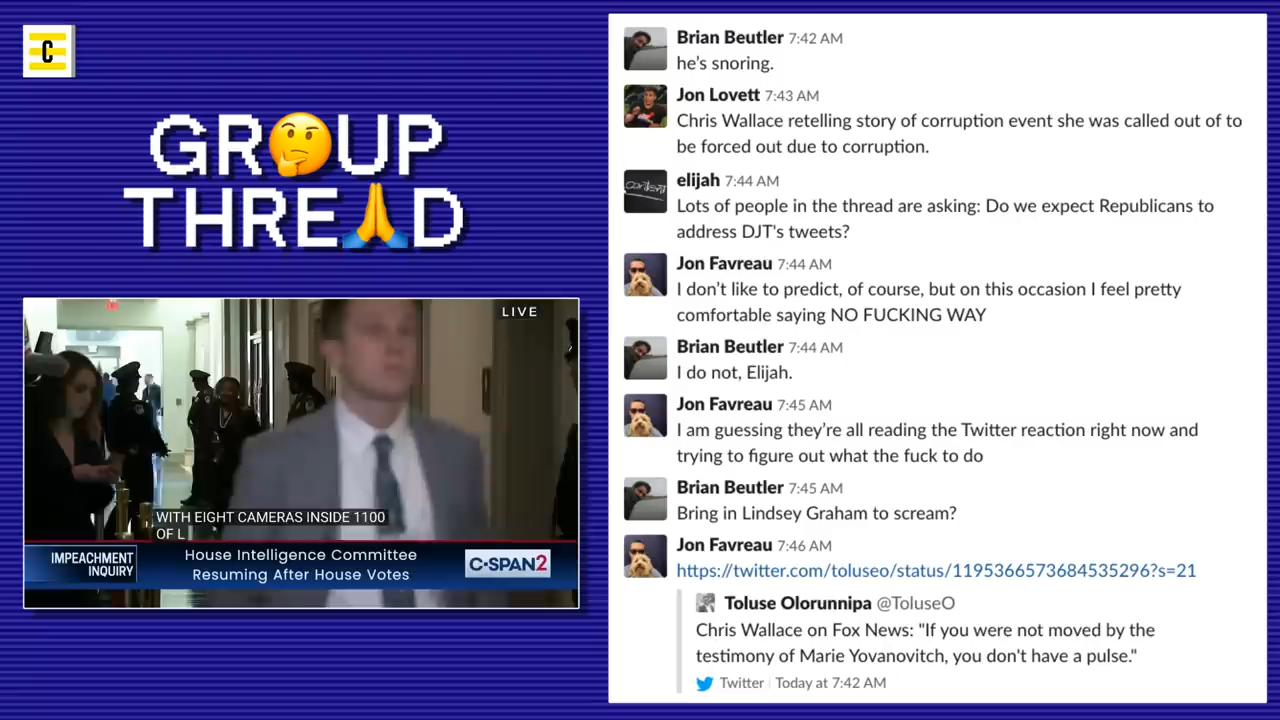 C
GR🤔UP
THRE🙏D
LIVE
WITH EIGHT CAMERAS INSIDE 1100
OF L
IMPEACHMENT
INQUIRY
House Intelligence Committee
Resuming After House Votes
C-SPAN2
Brian Beutler 7:42 AM
he's snoring.
Jon Lovett 7:43 AM
Chris Wallace retelling story of corruption event she was called out of to
be forced out due to corruption.
elijah 7:44 AM
Lots of people in the thread are asking: Do we expect Republicans to
address DJT's tweets?
Jon Favreau 7:44 AM
I don't like to predict, of course, but on this occasion I feel pretty
comfortable saying NO FUCKING WAY
Brian Beutler 7:44 AM
I do not, Elijah.
Jon Favreau 7:45 AM
I am guessing they're all reading the Twitter reaction right now and
trying to figure out what the fuck to do
Brian Beutler 7:45 AM
Bring in Lindsey Graham to scream?
Jon Favreau 7:46 AM
https://twitter.com/toluseo/status/1195366573684535296?s=21
Toluse Olorunnipa @ToluseO
Chris Wallace on Fox News: "If you were not moved by the
testimony of Marie Yovanovitch, you don't have a pulse."
Twitter Today at 7:42 AM